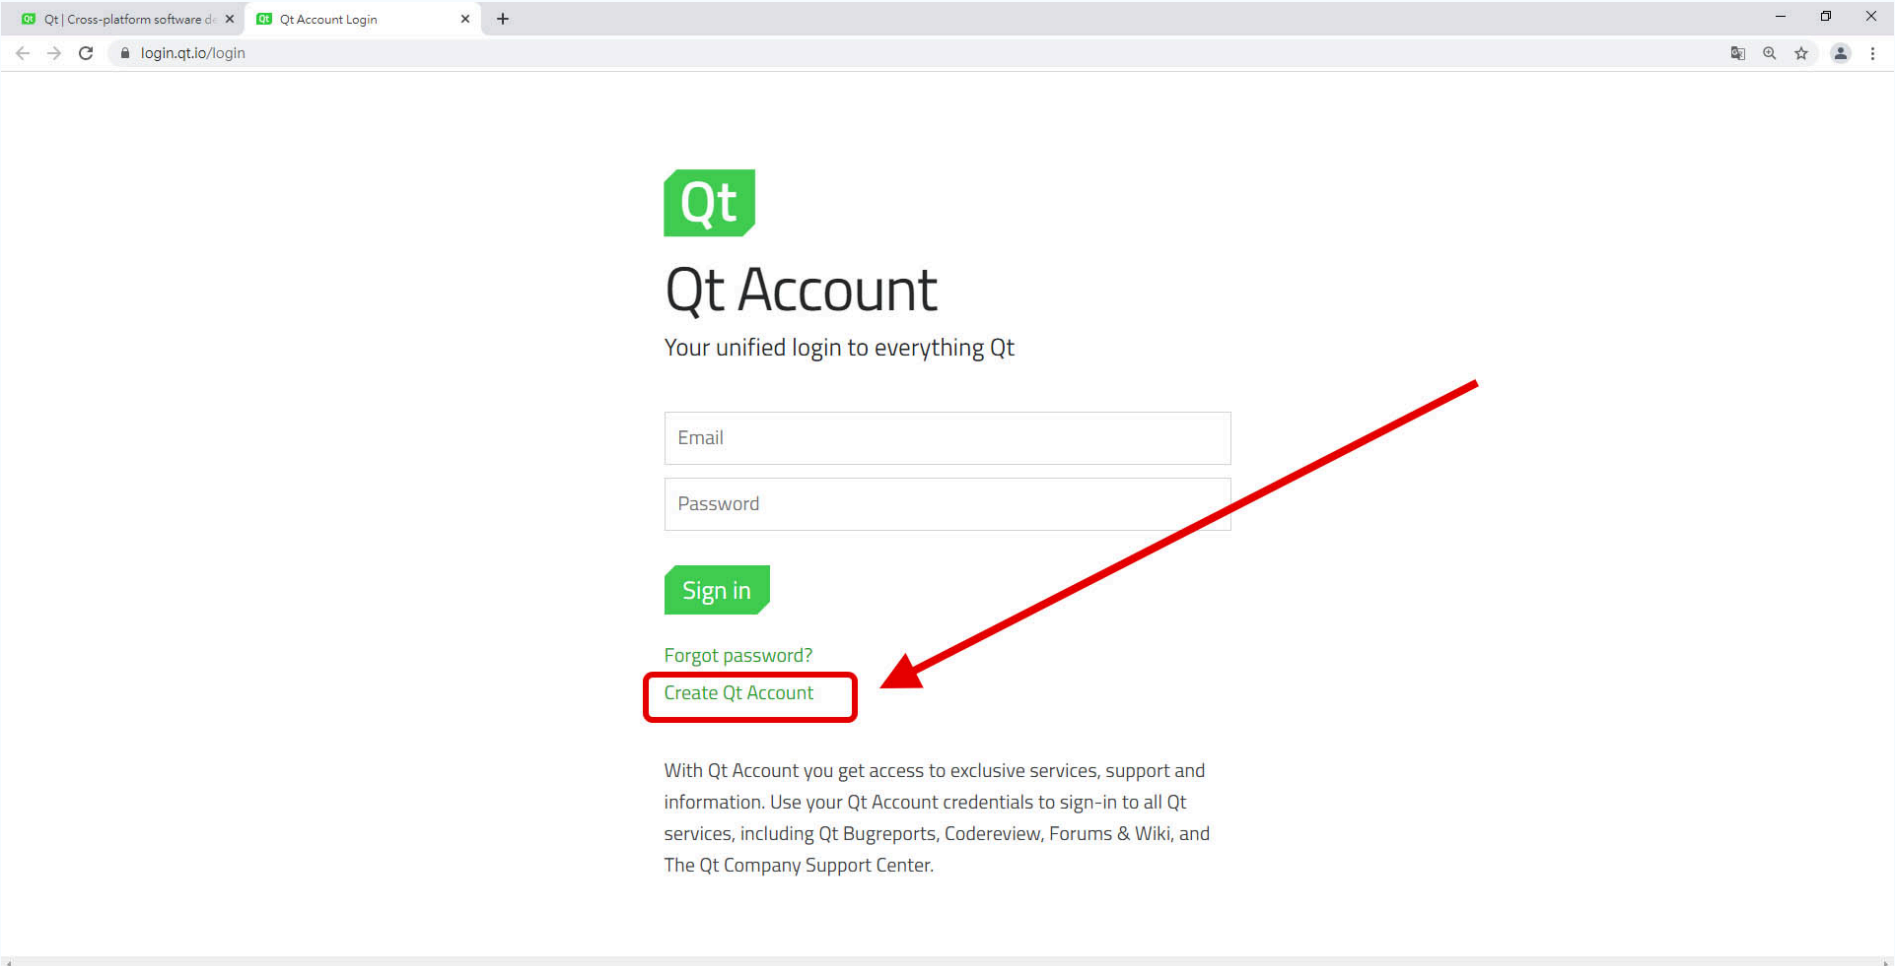 Qt | Cross-platform software de
Qt Account Login
login.qt.io/login
Qt
Qt Account
Your unified login to everything Qt
Email
Password
Sign in
Forgot password?
Create Qt Account
With Qt Account you get access to exclusive services, support and
information. Use your Qt Account credentials to sign-in to all Qt
services, including Qt Bugreports, Codereview, Forums & Wiki, and
The Qt Company Support Center.